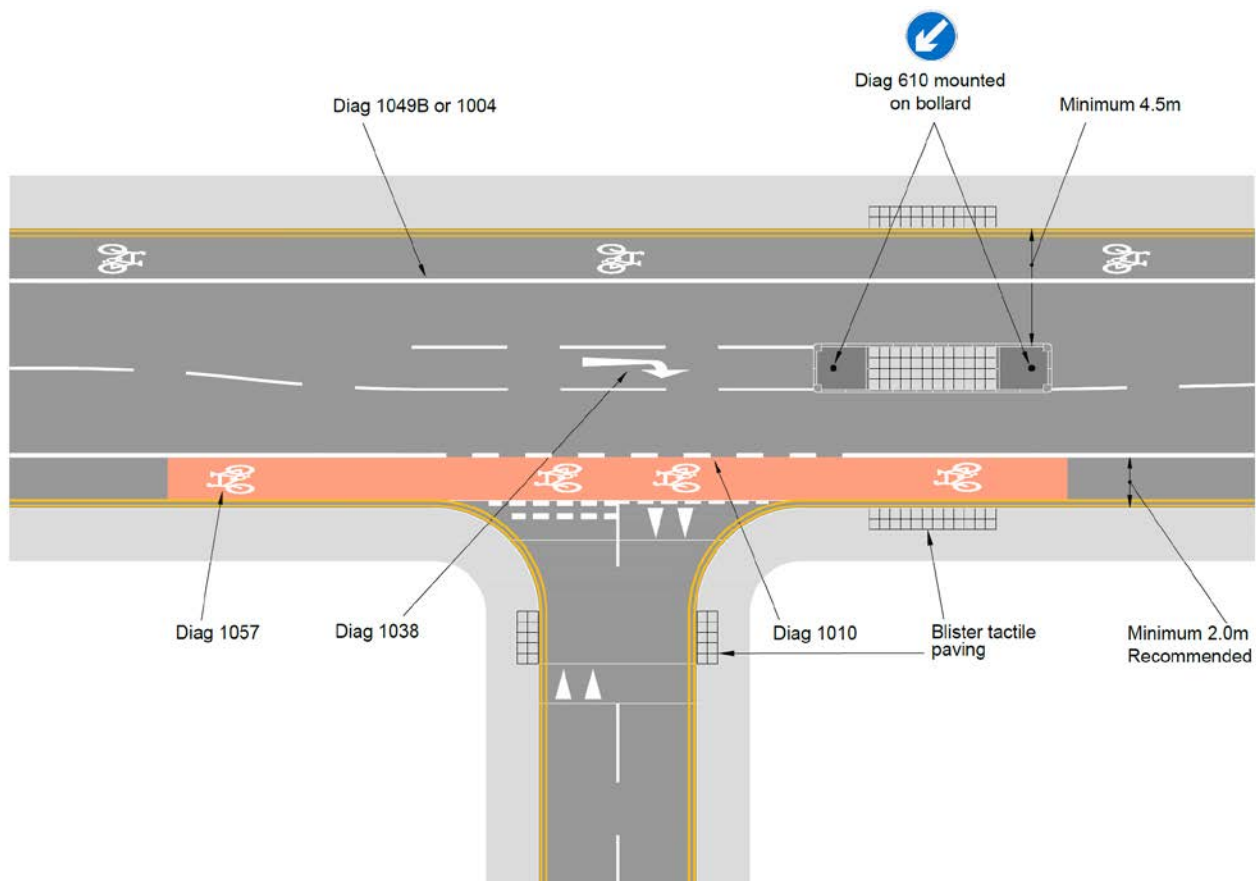 Diag 610 mounted
on bollard
Diag 1049B or 1004
Minimum 4.5m
Diag 1057
Diag 1038
Diag 1010
Blister tactile
paving
Minimum 2.0m
Recommended